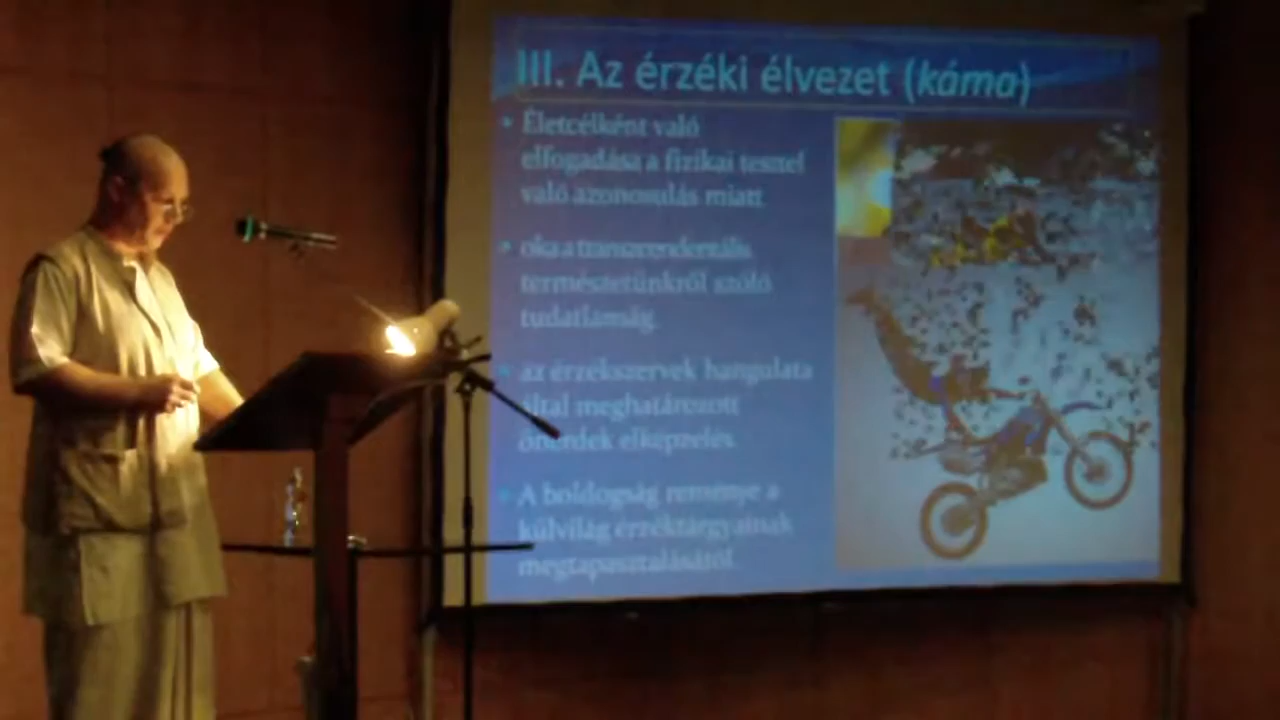 III. Az érzéki élvezet (káma)
• Életcélként való
elfogadása a fizikai testtel
való azonosulás miatt
• oka a transzcendentális
természetünkről szóló
tudatlanság.
• az érzékszervek hangulata
által meghatározott
önérdek elképzelés.
• A boldogság reménye a
külvilág érzéktárgyainak
megtapasztalásától.